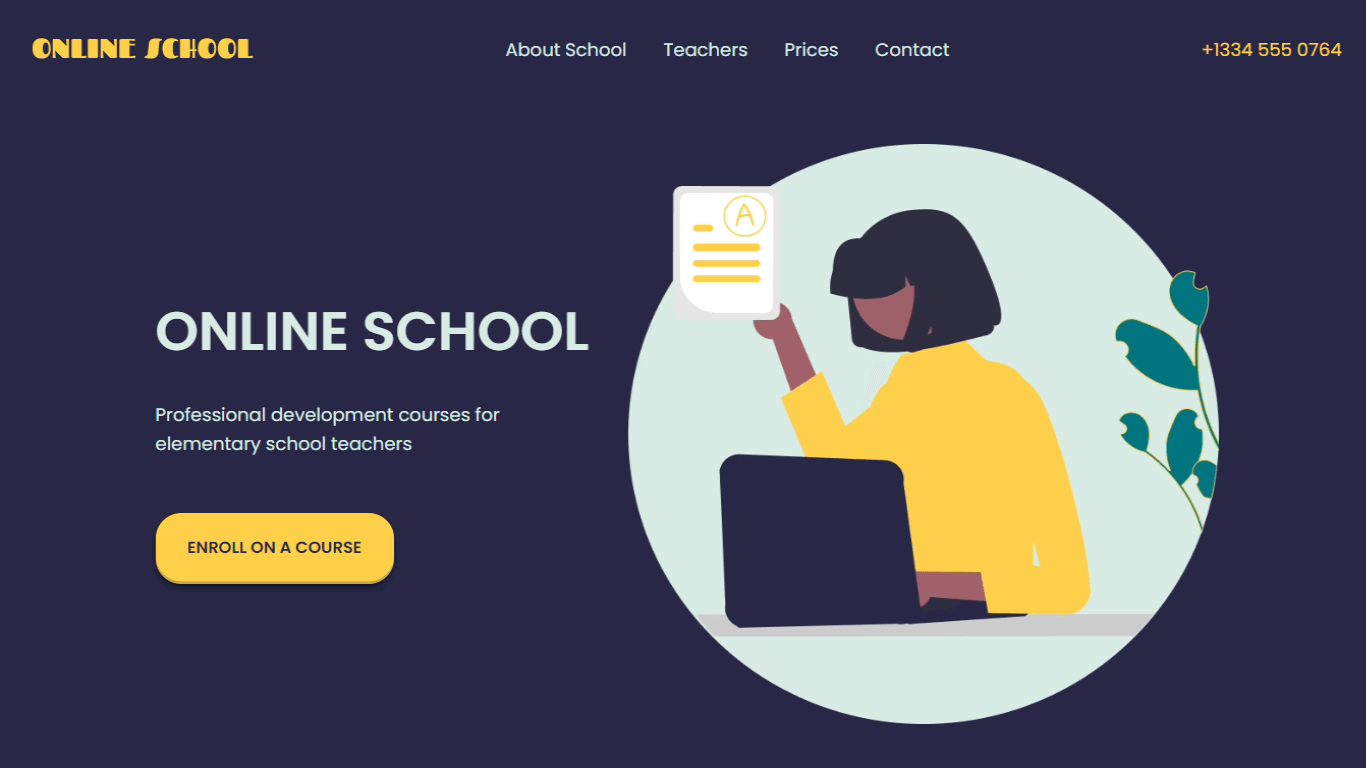 ONLINE SCHOOL
About School
Teachers
Prices
Contact
+1334 555 0764
A
ONLINE SCHOOL
Professional development courses for
elementary school teachers
ENROLL ON A COURSE